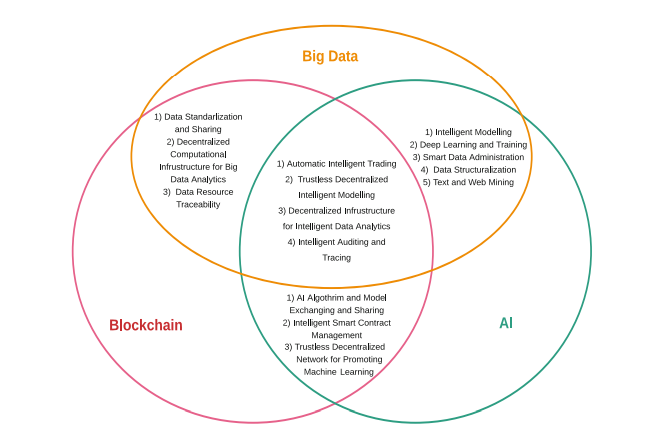 Big Data
1) Data Standarlization
and Sharing
2) Decentralized
Computational
Infrustructure for Big
Data Analytics
3) Data Resource
Traceability
1) Automatic Intelligent Trading
2) Trustless Decentralized
Intelligent Modelling
3) Decentralized Infrustructure
for Intelligent Data Analytics
4) Intelligent Auditing and
Tracing
1) Intelligent Modelling
2) Deep Learning and Training
3) Smart Data Administration
4) Data Structuralization
5) Text and Web Mining
1) AI Algothrim and Model
Exchanging and Sharing
2) Intelligent Smart Contract
Management
3) Trustless Decentralized
Network for Promoting
Machine Learning
Blockchain
AI